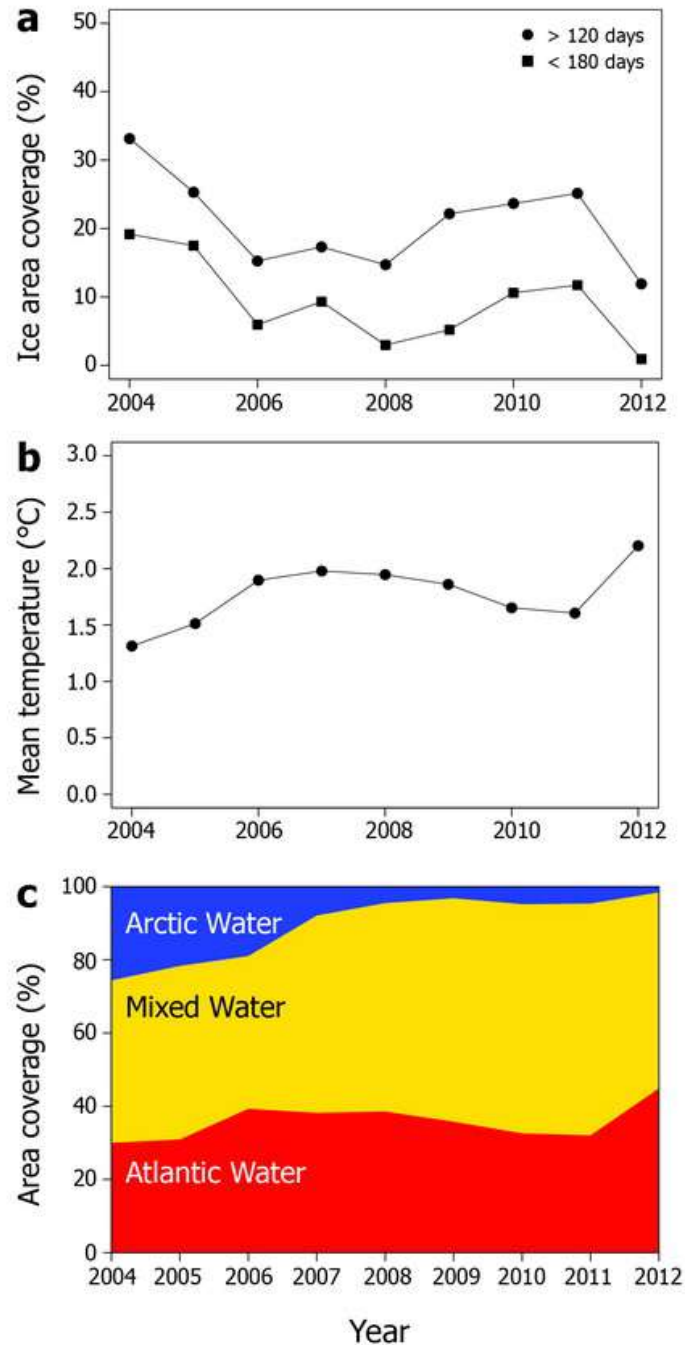 a
Ice area coverage (%)
50
40
30
20
10
0
> 120 days
< 180 days
2004 2006 2008 2010 2012
b
Mean temperature (°C)
3.0
2.5
2.0
1.5
1.0
0.5
0.0
2004 2006 2008 2010 2012
c
Area coverage (%)
100
80
60
40
20
0
Arctic Water
Mixed Water
Atlantic Water
2004 2005 2006 2007 2008 2009 2010 2011 2012
Year